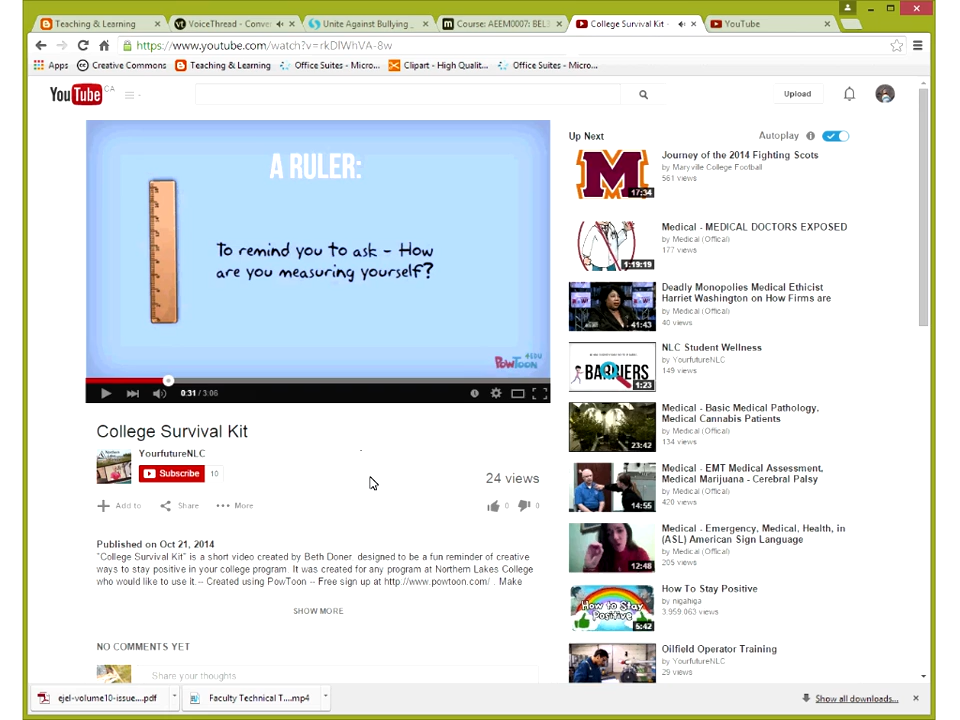 Teaching & Learning
VoiceThread - Conver
Unite Against Bullying
Course: AEEM0007: BEL
College Survival Kit -
YouTube
https://www.youtube.com/watch?v=rkDIWhVA-8w
Apps
Creative Commons
Teaching & Learning
Office Suites - Micro...
Clipart - High Qualit...
Office Suites - Micro...
YouTube CA
Upload
A RULER:
To remind you to ask - How
are you measuring yourself?
POWTOON +EDU
0:31 / 3:06
College Survival Kit
YourfutureNLC
Subscribe 10
24 views
Add to
Share
More
0
0
Published on Oct 21, 2014
"College Survival Kit" is a short video created by Beth Doner, designed to be a fun reminder of creative
ways to stay positive in your college program. It was created for any program at Northern Lakes College
who would like to use it.-- Created using PowToon -- Free sign up at http://www.powtoon.com/ . Make
SHOW MORE
NO COMMENTS YET
Share your thoughts
Up Next
Autoplay
M
17:34
Journey of the 2014 Fighting Scots
by Maryville College Football
561 views
1:19:19
Medical - MEDICAL DOCTORS EXPOSED
by Medical (Offical)
177 views
41:43
Deadly Monopolies Medical Ethicist
Harriet Washington on How Firms are
by Medical (Offical)
40 views
BARRIERS
1:23
NLC Student Wellness
by YourfutureNLC
149 views
23:42
Medical - Basic Medical Pathology,
Medical Cannabis Patients
by Medical (Offical)
134 views
14:55
Medical - EMT Medical Assessment,
Medical Marijuana - Cerebral Palsy
by Medical (Offical)
420 views
12:48
Medical - Emergency, Medical, Health, in
(ASL) American Sign Language
by Medical (Offical)
205 views
How to Stay
Positive
5:42
How To Stay Positive
by nigahiga
3,959,063 views
Oilfield Operator Training
by YourfutureNLC
29 views
ejel-volume10-issue....pdf
Faculty Technical T....mp4
Show all downloads...